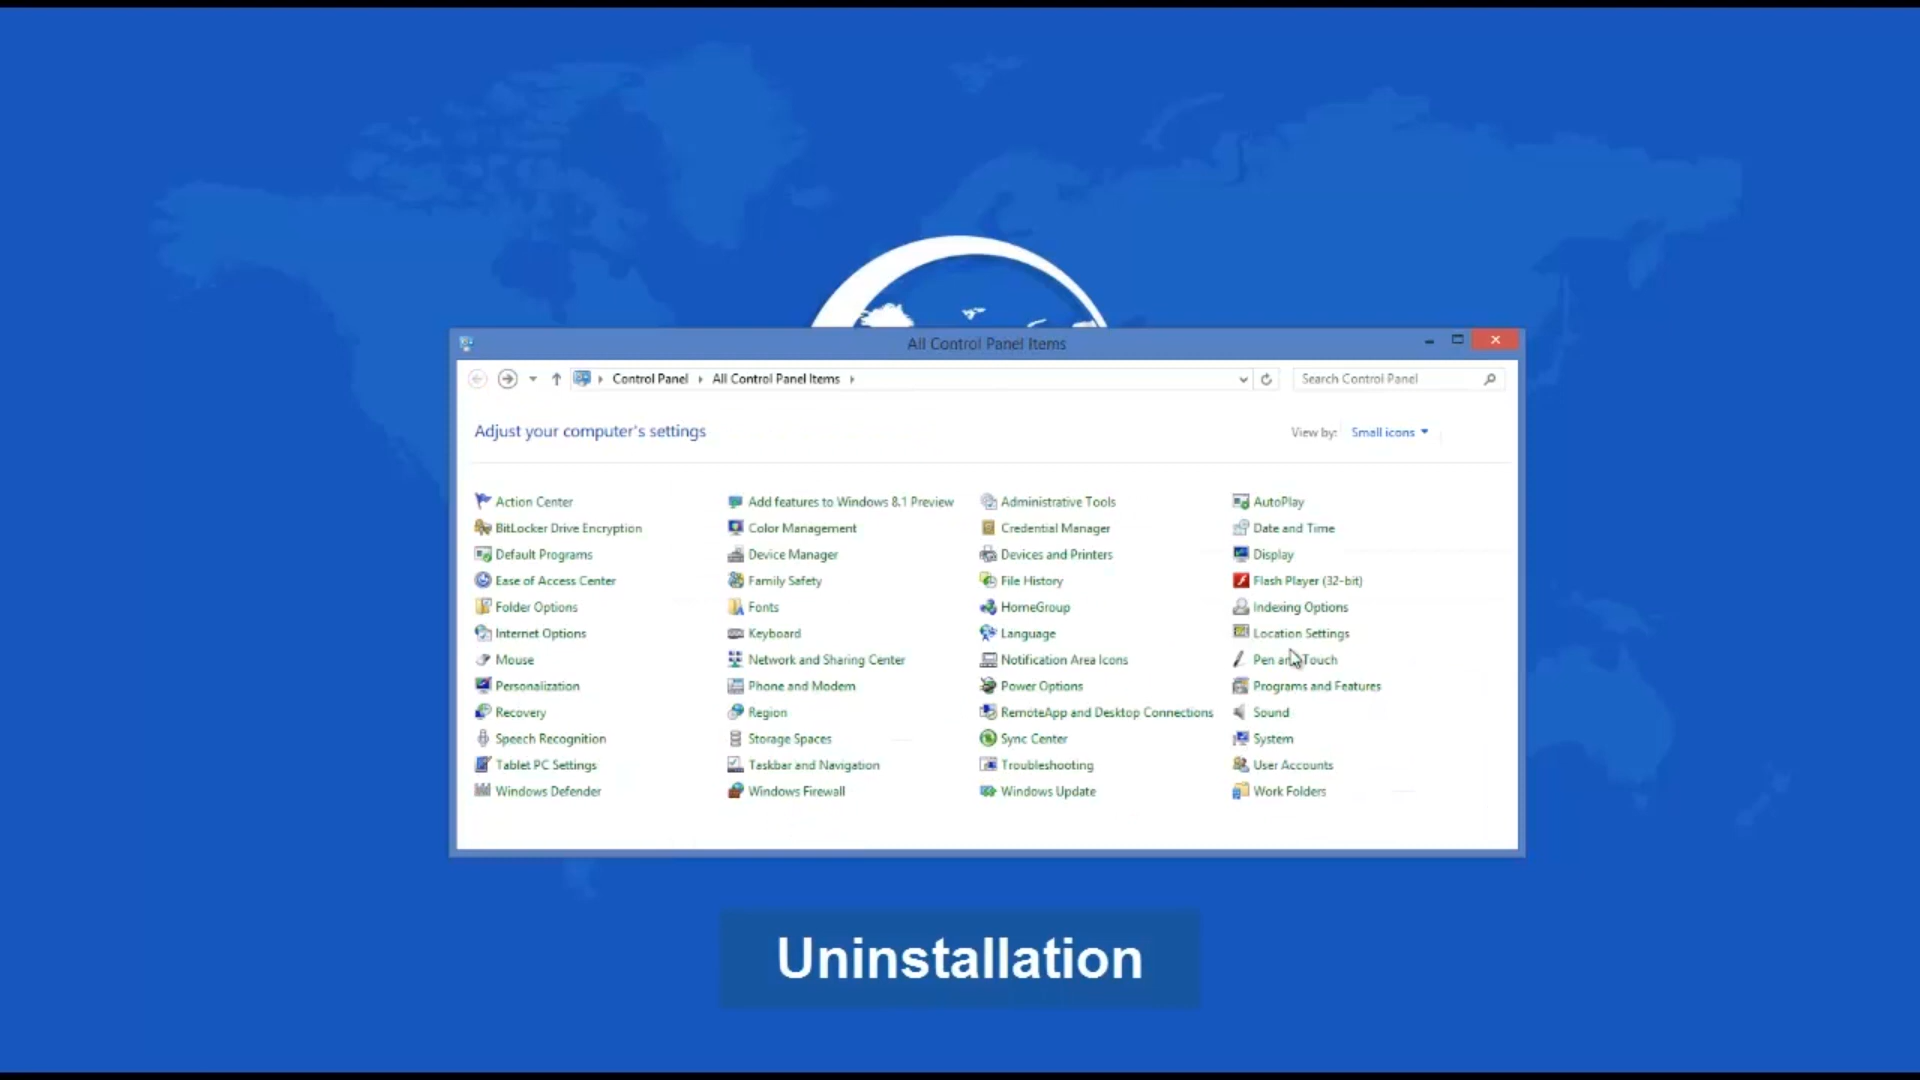 All Control Panel Items
Control Panel All Control Panel Items
Search Control Panel
Adjust your computer's settings
View by: Small icons
Action Center Add features to Windows 8.1 Preview Administrative Tools AutoPlay
BitLocker Drive Encryption Color Management Credential Manager Date and Time
Default Programs Device Manager Devices and Printers Display
Ease of Access Center Family Safety File History Flash Player (32-bit)
Folder Options Fonts HomeGroup Indexing Options
Internet Options Keyboard Language Location Settings
Mouse Network and Sharing Center Notification Area Icons Pen and Touch
Personalization Phone and Modem Power Options Programs and Features
Recovery Region RemoteApp and Desktop Connections Sound
Speech Recognition Storage Spaces Sync Center System
Tablet PC Settings Taskbar and Navigation Troubleshooting User Accounts
Windows Defender Windows Firewall Windows Update Work Folders
Uninstallation